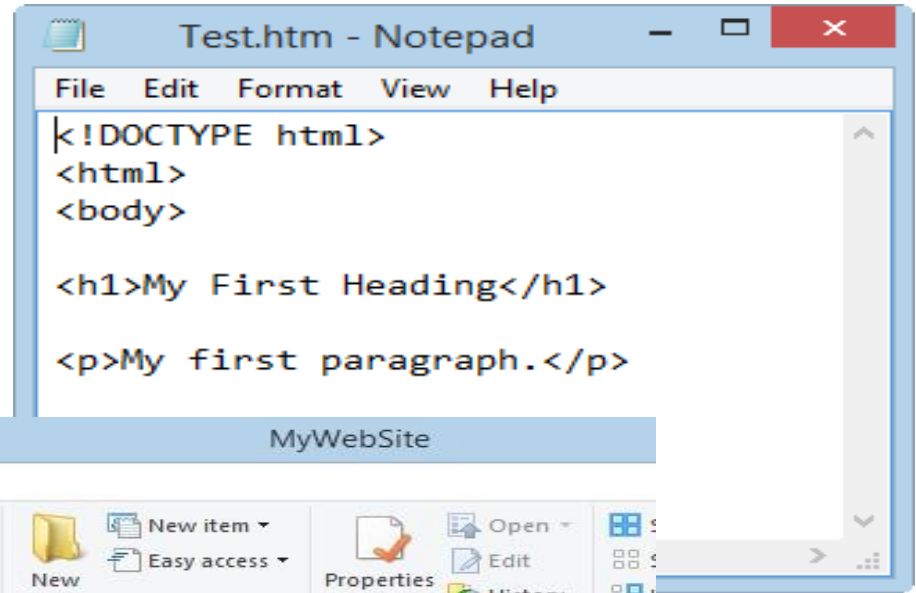 Test.htm - Notepad
File Edit Format View Help
<!DOCTYPE html>
<html>
<body>
<h1>My First Heading</h1>
<p>My first paragraph.</p>
MyWebSite
New item
Open
Easy access
Edit
New
Properties